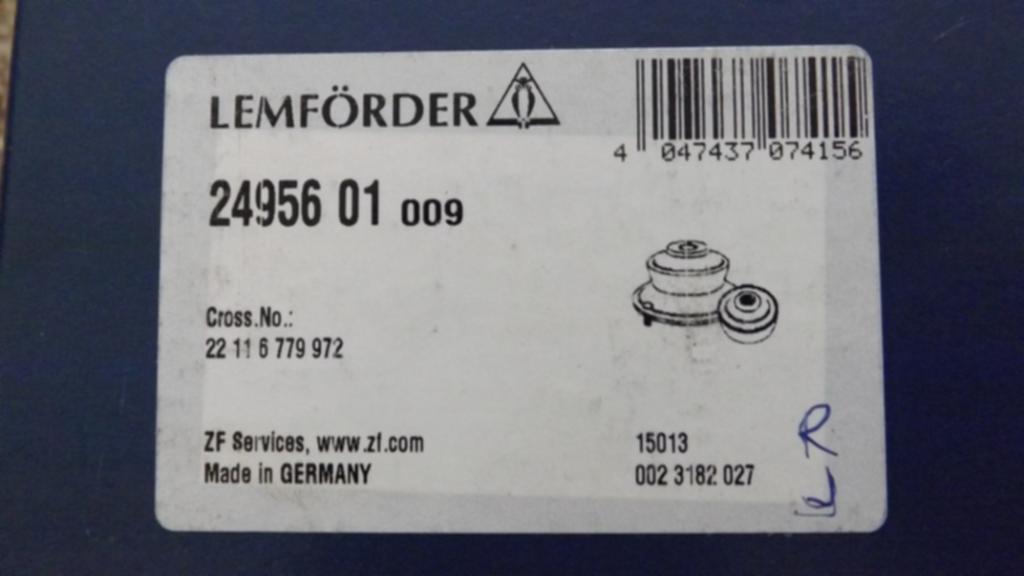 LEMFÖRDER
4 047437 074156
24956 01 009
Cross.No.:
22 11 6 779 972
ZF Services, www.zf.com
Made in GERMANY
15013
002 3182 027